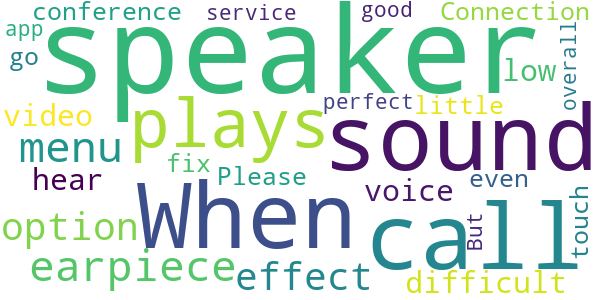 conference service good Connection
app speaker
go low overall
video plays perfect little
menu sound
fix Please
hear When voice even
option call But touch
earpiece effect difficult